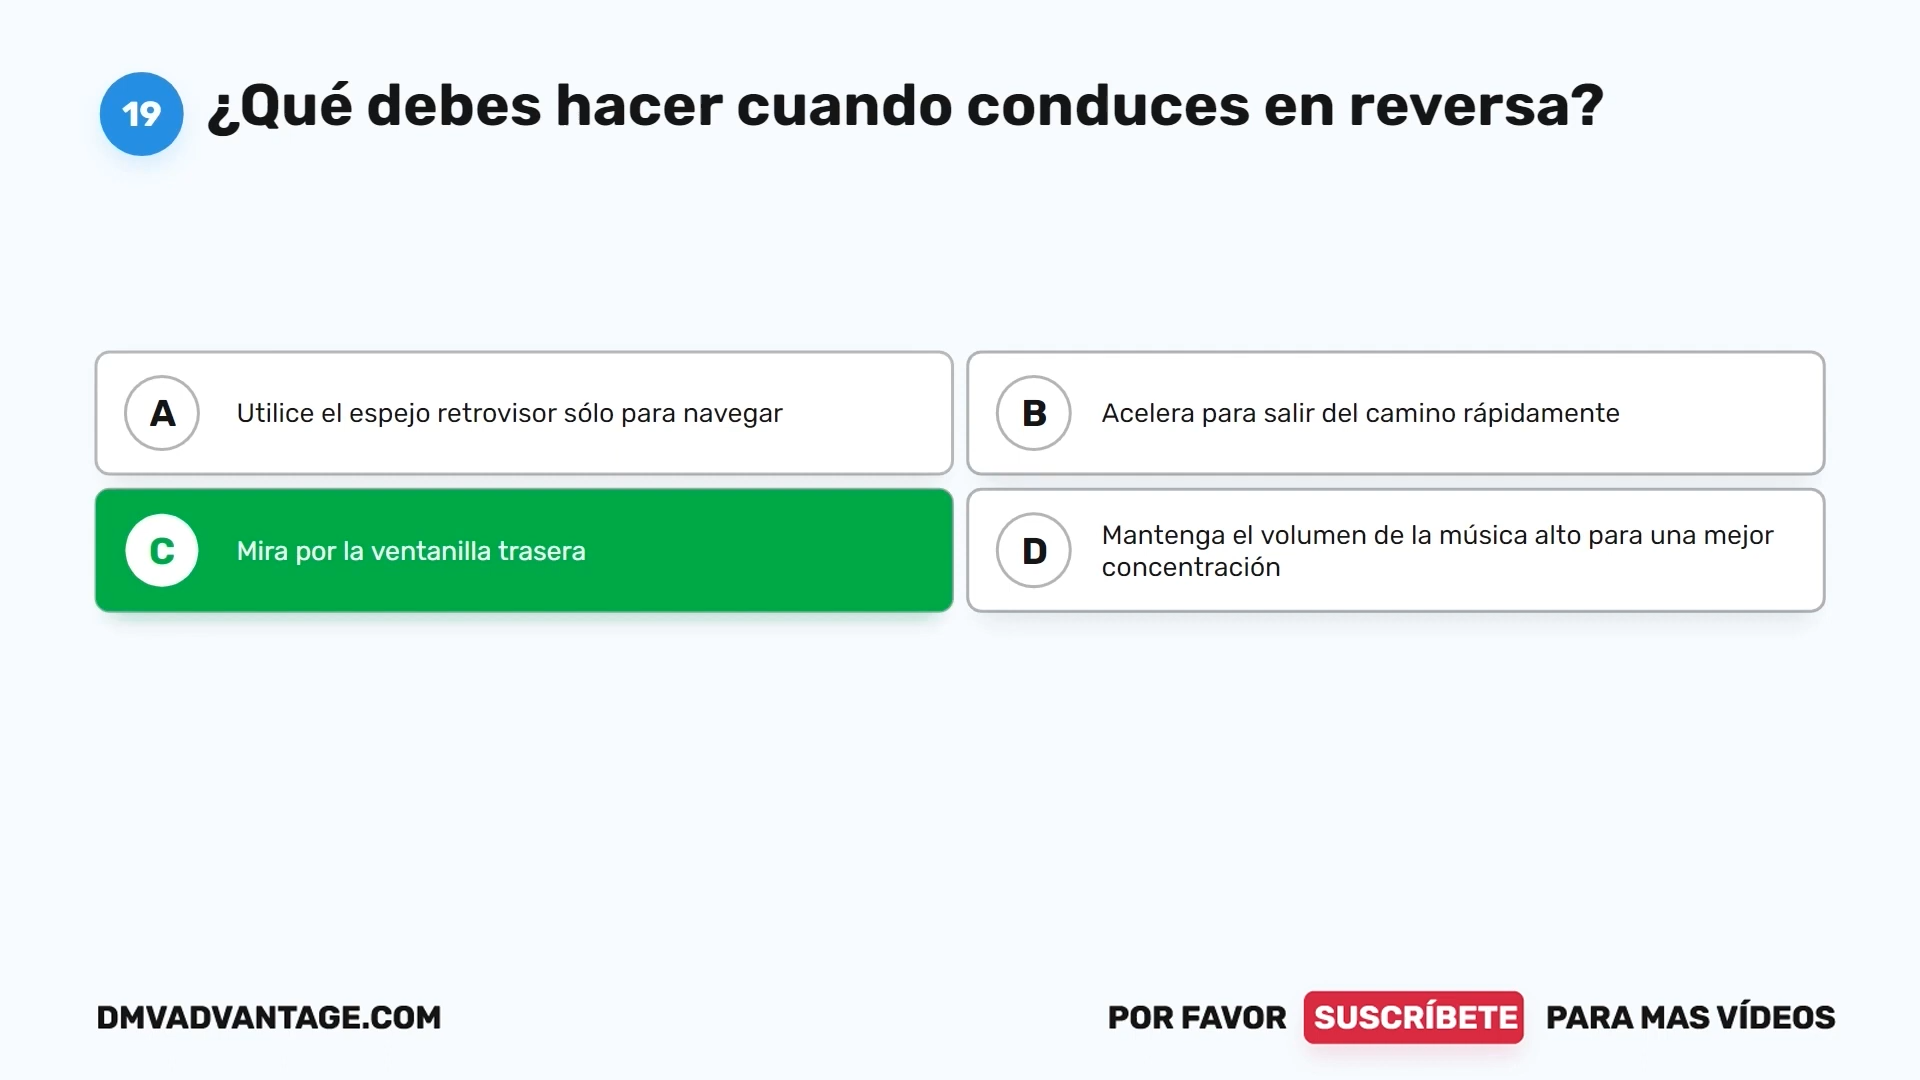 19 ¿Qué debes hacer cuando conduces en reversa?
A Utilice el espejo retrovisor sólo para navegar
B Acelera para salir del camino rápidamente
C Mira por la ventanilla trasera
D Mantenga el volumen de la música alto para una mejor
concentración
DMVADVANTAGE.COM
POR FAVOR SUSCRÍBETE PARA MAS VÍDEOS